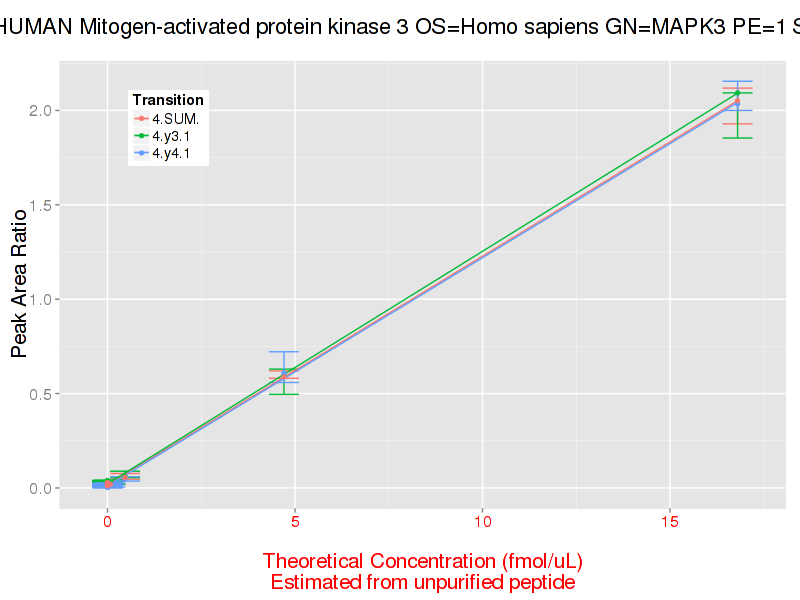 HUMAN Mitogen-activated protein kinase 3 OS=Homo sapiens GN=MAPK3 PE=1 S
Transition
4.SUM.
4.y3.1
4.y4.1
Peak Area Ratio
2.0
1.5
1.0
0.5
0.0
0 5 10 15
Theoretical Concentration (fmol/uL)
Estimated from unpurified peptide